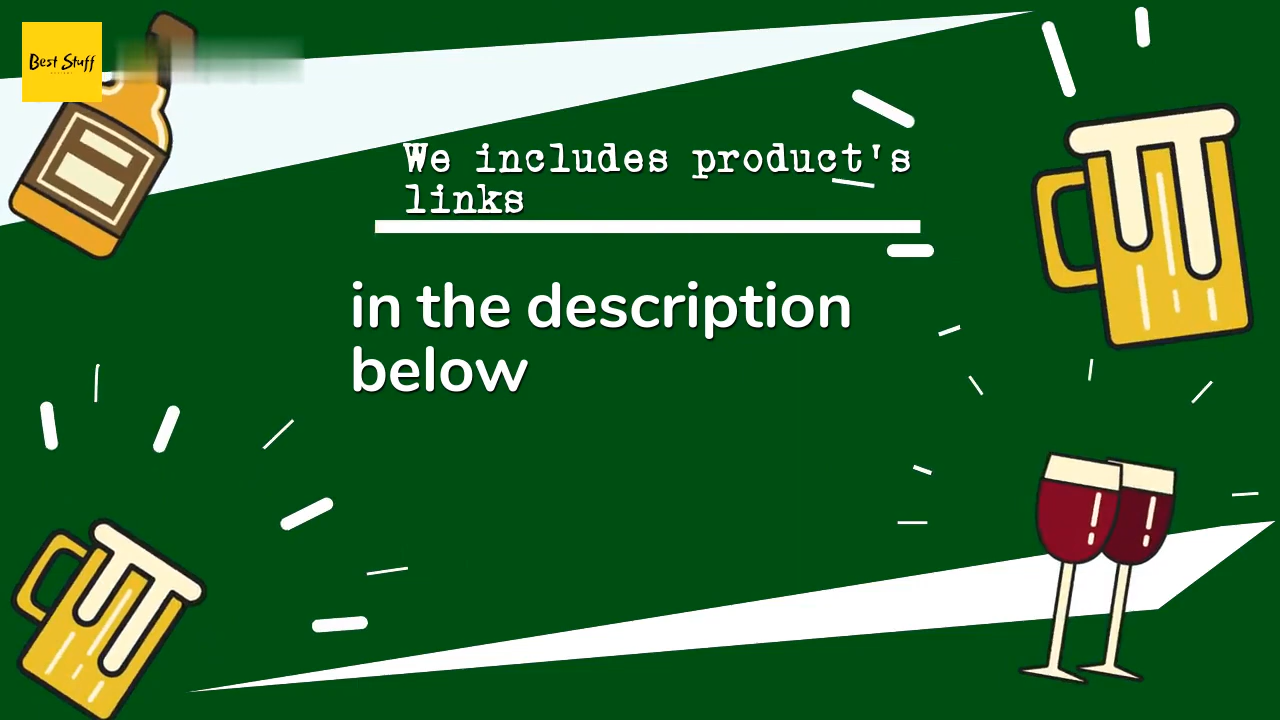 Best Stuff
We includes product's
links
in the description
below